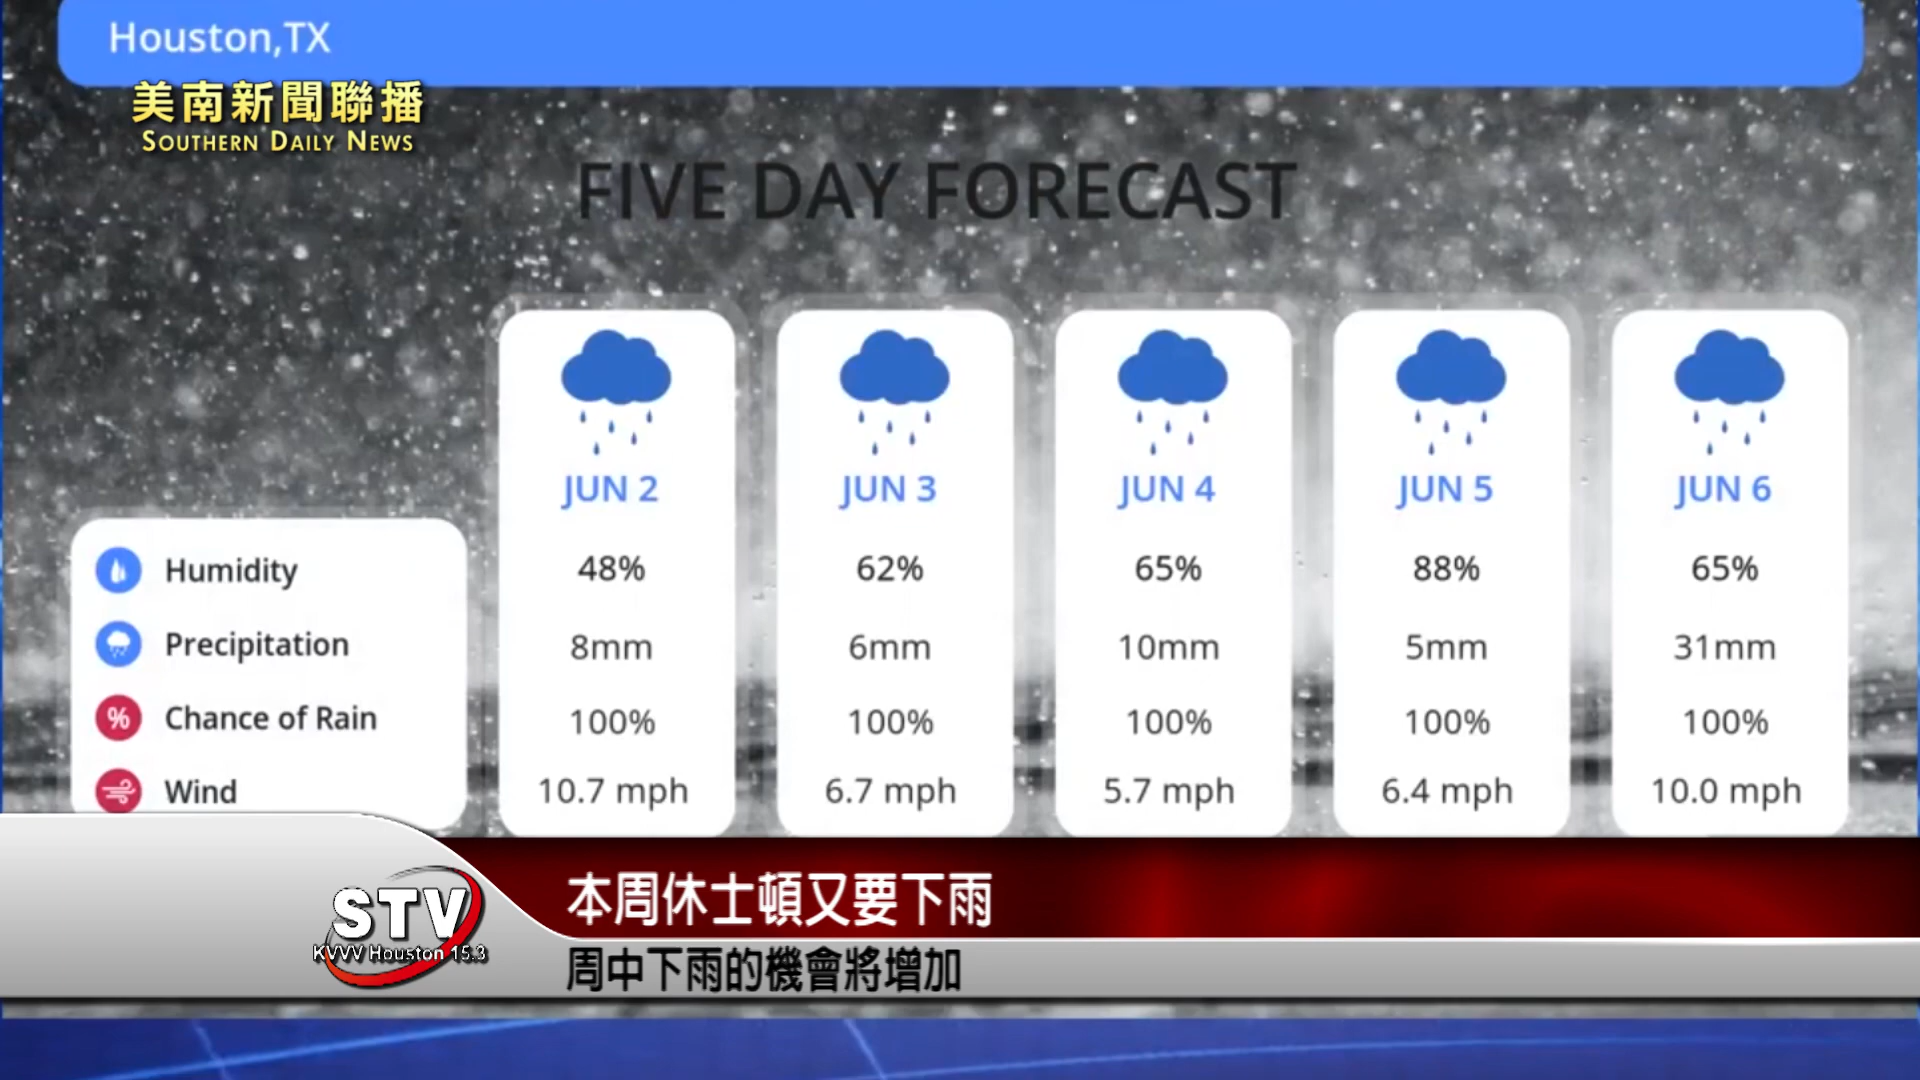 Houston,TX
美南新聞聯播
SOUTHERN DAILY NEWS
FIVE DAY FORECAST
JUN 2 JUN 3 JUN 4 JUN 5 JUN 6
Humidity 48% 62% 65% 88% 65%
Precipitation 8mm 6mm 10mm 5mm 31mm
% Chance of Rain 100% 100% 100% 100% 100%
Wind 10.7 mph 6.7 mph 5.7 mph 6.4 mph 10.0 mph
STV
KVVV Houston 15.3
本周休士頓又要下雨
周中下雨的機會將增加